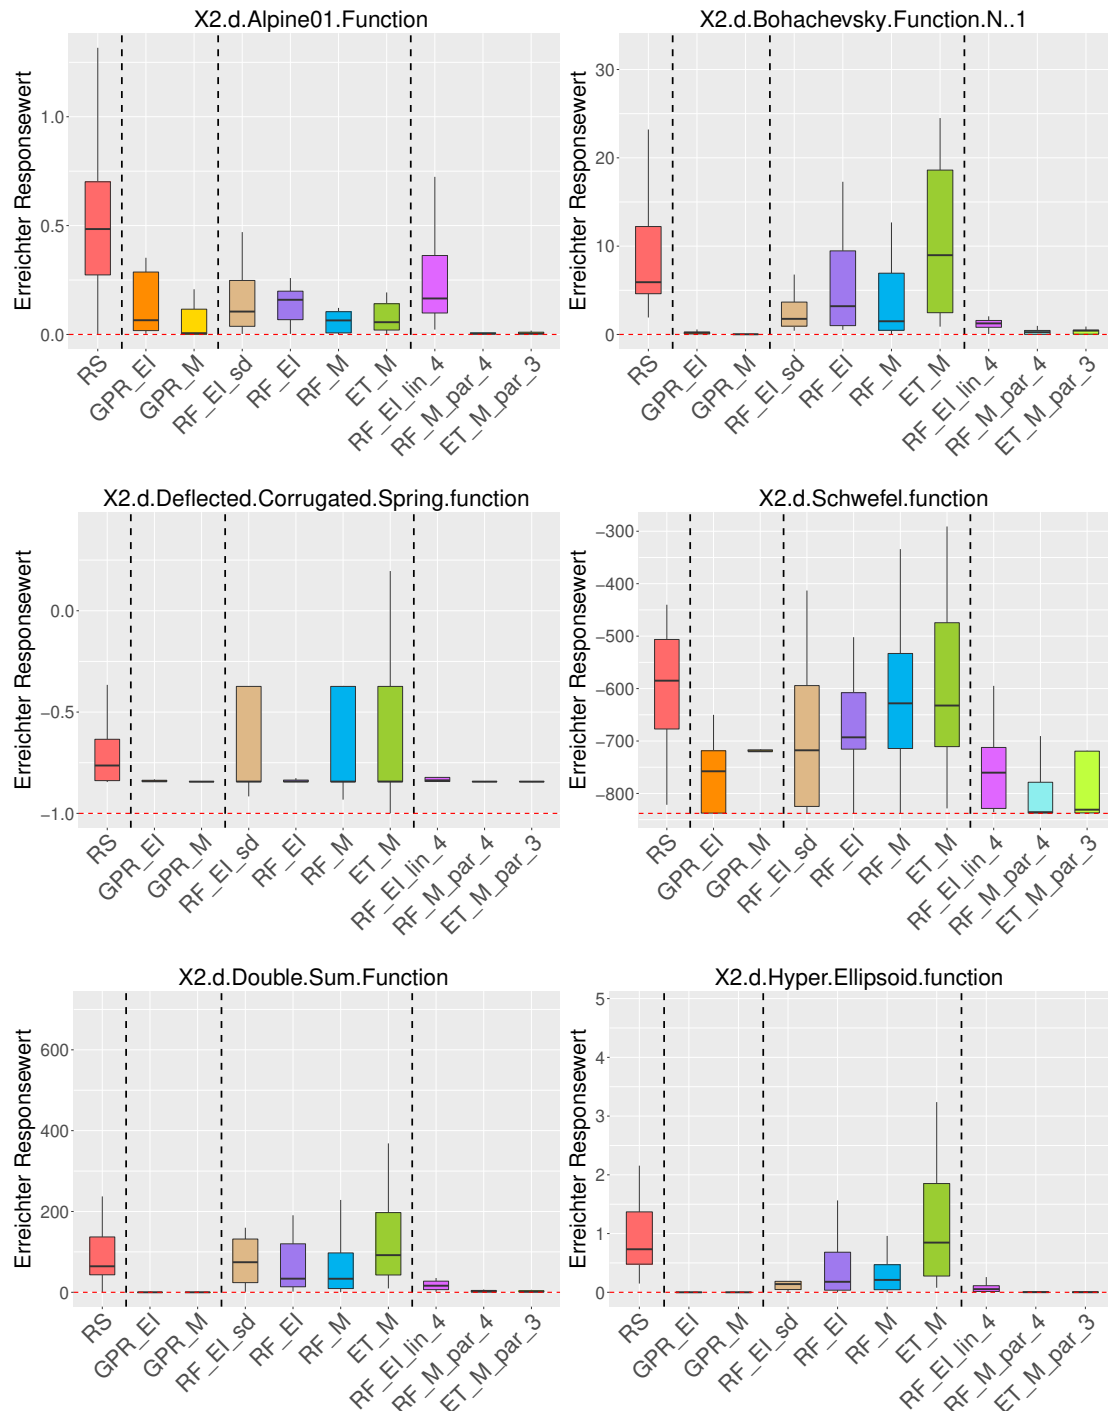 X2.d.Alpine01.Function
Erreichter Responsewert
1.0
0.5
0.0
RS
GPR_EI
GPR_M
RF_EI_sd
RF_EI
RF_M
ET_M
RF_EI_lin_4
RF_M_par_4
ET_M_par_3
X2.d.Bohachevsky.Function.N..1
Erreichter Responsewert
30
20
10
0
RS
GPR_EI
GPR_M
RF_EI_sd
RF_EI
RF_M
ET_M
RF_EI_lin_4
RF_M_par_4
ET_M_par_3
X2.d.Deflected.Corrugated.Spring.function
Erreichter Responsewert
0.0
−0.5
−1.0
RS
GPR_EI
GPR_M
RF_EI_sd
RF_EI
RF_M
ET_M
RF_EI_lin_4
RF_M_par_4
ET_M_par_3
X2.d.Schwefel.function
Erreichter Responsewert
−300
−400
−500
−600
−700
−800
RS
GPR_EI
GPR_M
RF_EI_sd
RF_EI
RF_M
ET_M
RF_EI_lin_4
RF_M_par_4
ET_M_par_3
X2.d.Double.Sum.Function
Erreichter Responsewert
600
400
200
0
RS
GPR_EI
GPR_M
RF_EI_sd
RF_EI
RF_M
ET_M
RF_EI_lin_4
RF_M_par_4
ET_M_par_3
X2.d.Hyper.Ellipsoid.function
Erreichter Responsewert
5
4
3
2
1
0
RS
GPR_EI
GPR_M
RF_EI_sd
RF_EI
RF_M
ET_M
RF_EI_lin_4
RF_M_par_4
ET_M_par_3